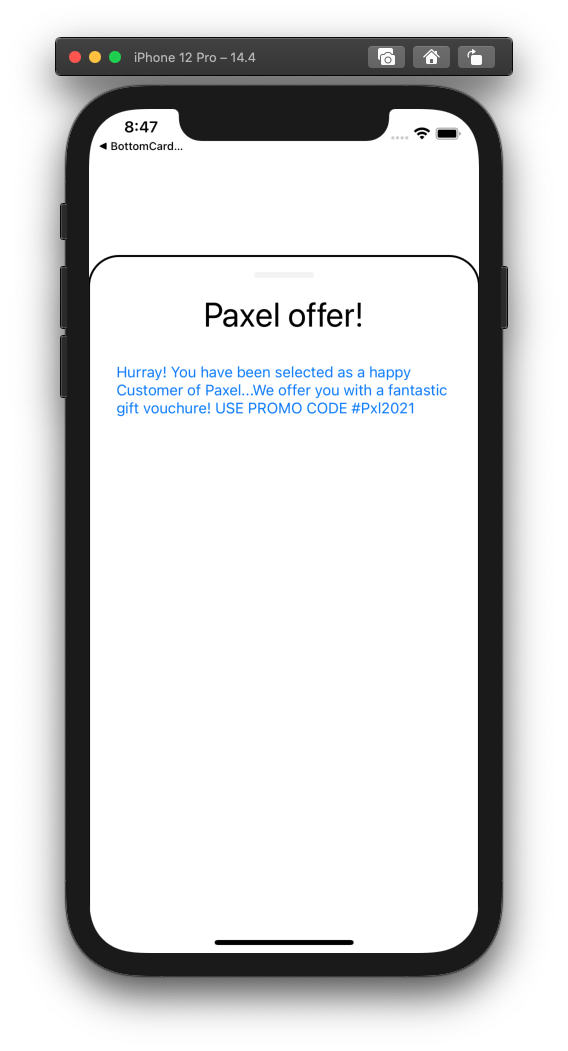 iPhone 12 Pro – 14.4
8:47
◀ BottomCard...
Paxel offer!
Hurray! You have been selected as a happy
Customer of Paxel...We offer you with a fantastic
gift vouchure! USE PROMO CODE #Pxl2021